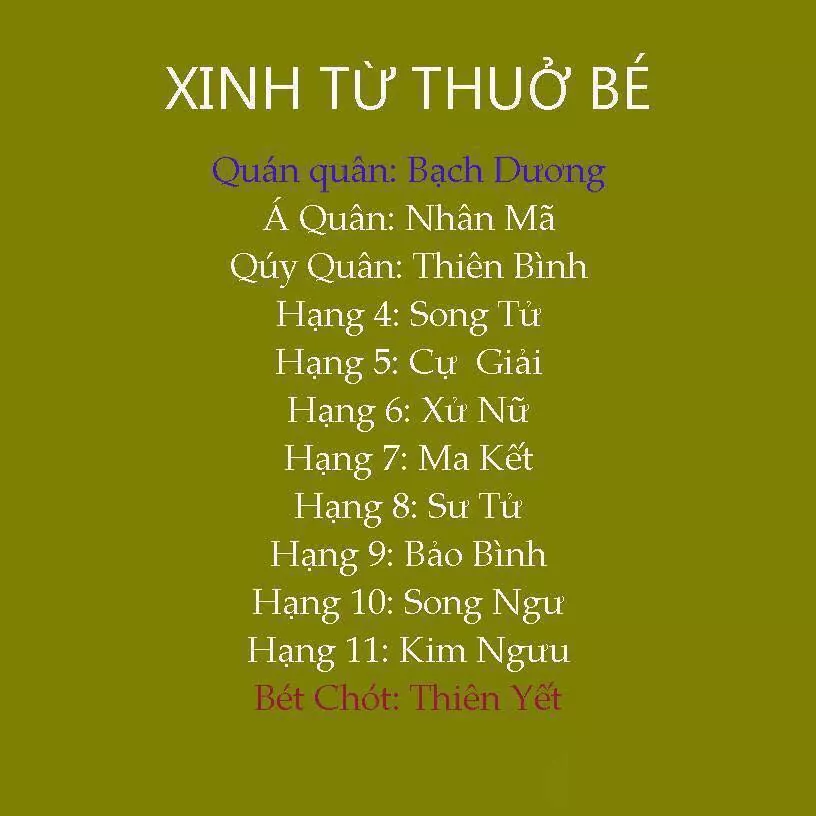 XINH TỪ THUỞ BÉ
Quán quân: Bạch Dương
Á Quân: Nhân Mã
Qúy Quân: Thiên Bình
Hạng 4: Song Tử
Hạng 5: Cự Giải
Hạng 6: Xử Nữ
Hạng 7: Ma Kết
Hạng 8: Sư Tử
Hạng 9: Bảo Bình
Hạng 10: Song Ngư
Hạng 11: Kim Ngưu
Bét Chót: Thiên Yết